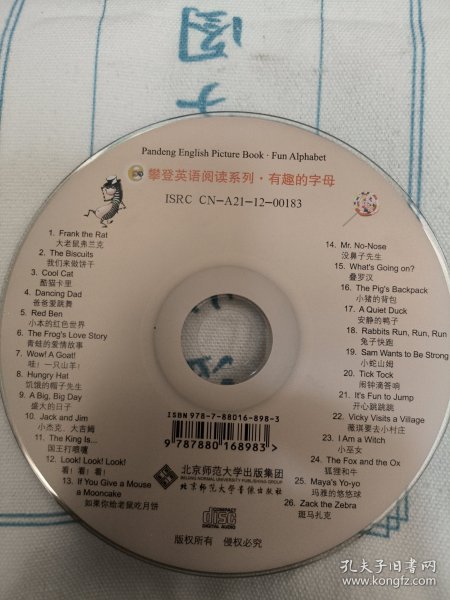 Pandeng English Picture Book · Fun Alphabet
攀登英语阅读系列·有趣的字母
ISRC CN-A21-12-00183
1. Frank the Rat
大老鼠弗兰克
2. The Biscuits
我们来做饼干
3. Cool Cat
酷猫卡里
4. Dancing Dad
爸爸爱跳舞
5. Red Ben
小本的红色世界
6. The Frog's Love Story
青蛙的爱情故事
7. Wow! A Goat!
哇！一只山羊！
8. Hungry Hat
饥饿的帽子先生
9. A Big, Big Day
盛大的日子
10. Jack and Jim
小杰克、大吉姆
11. The King Is...
国王打喷嚏
12. Look! Look! Look!
看！看！看！
13. If You Give a Mouse
a Mooncake
如果你给老鼠吃月饼
14. Mr. No-Nose
没鼻子先生
15. What's Going on?
叠罗汉
16. The Pig's Backpack
小猪的背包
17. A Quiet Duck
安静的鸭子
18. Rabbits Run, Run, Run
兔子快跑
19. Sam Wants to Be Strong
小蛇山姆
20. Tick Tock
闹钟滴答响
21. It's Fun to Jump
开心跳跳跳
22. Vicky Visits a Village
薇琪要去小村庄
23. I Am a Witch
小巫女
24. The Fox and the Ox
狐狸和牛
25. Maya's Yo-yo
玛雅的悠悠球
26. Zack the Zebra
斑马扎克
ISBN 978-7-88016-898-3
9 787880 168983 >
北京师范大学出版集团
BEIJING NORMAL UNIVERSITY PUBLISHING GROUP
北京师范大学音像出版社
COMPACT
disc
DIGITAL AUDIO
版权所有 侵权必究
孔夫子旧书网
www.kongfz.com